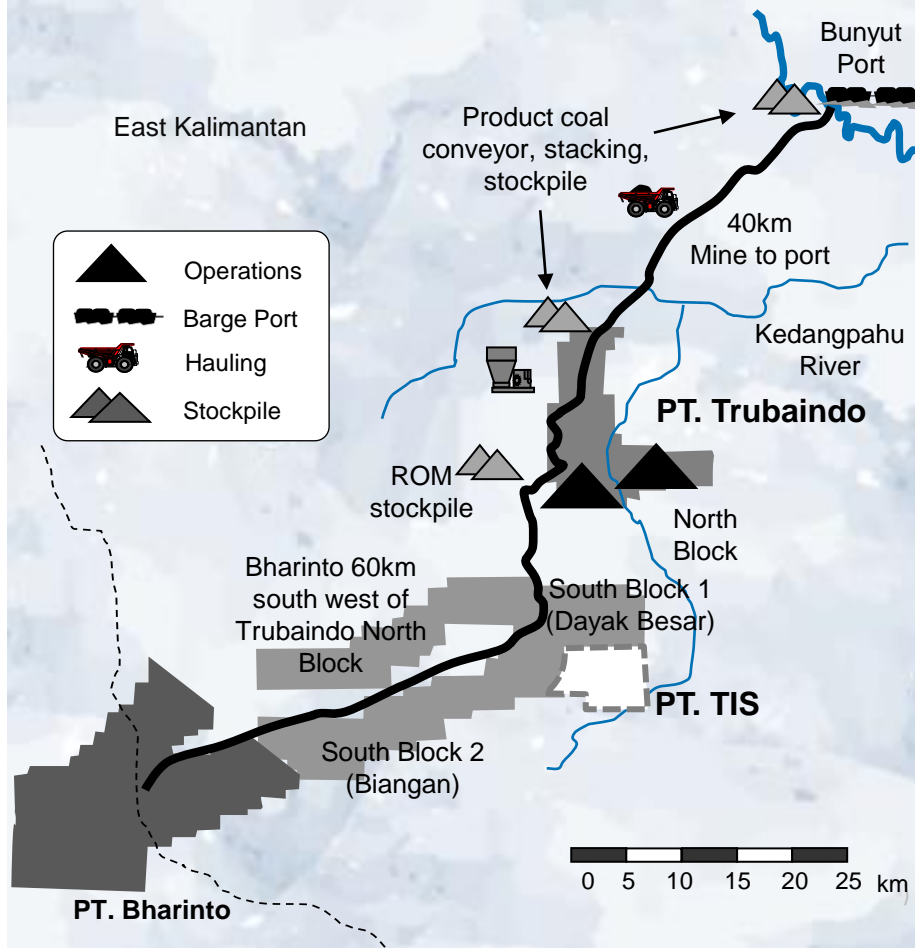 Bunyut
Port
East Kalimantan
Product coal
conveyor, stacking,
stockpile
40km
Mine to port
Operations
Barge Port
Hauling
Stockpile
Kedangpahu
River
PT. Trubaindo
ROM
stockpile
North
Block
Bharinto 60km
south west of
Trubaindo North
Block
South Block 1
(Dayak Besar)
PT. TIS
South Block 2
(Biangan)
PT. Bharinto
0 5 10 15 20 25 km